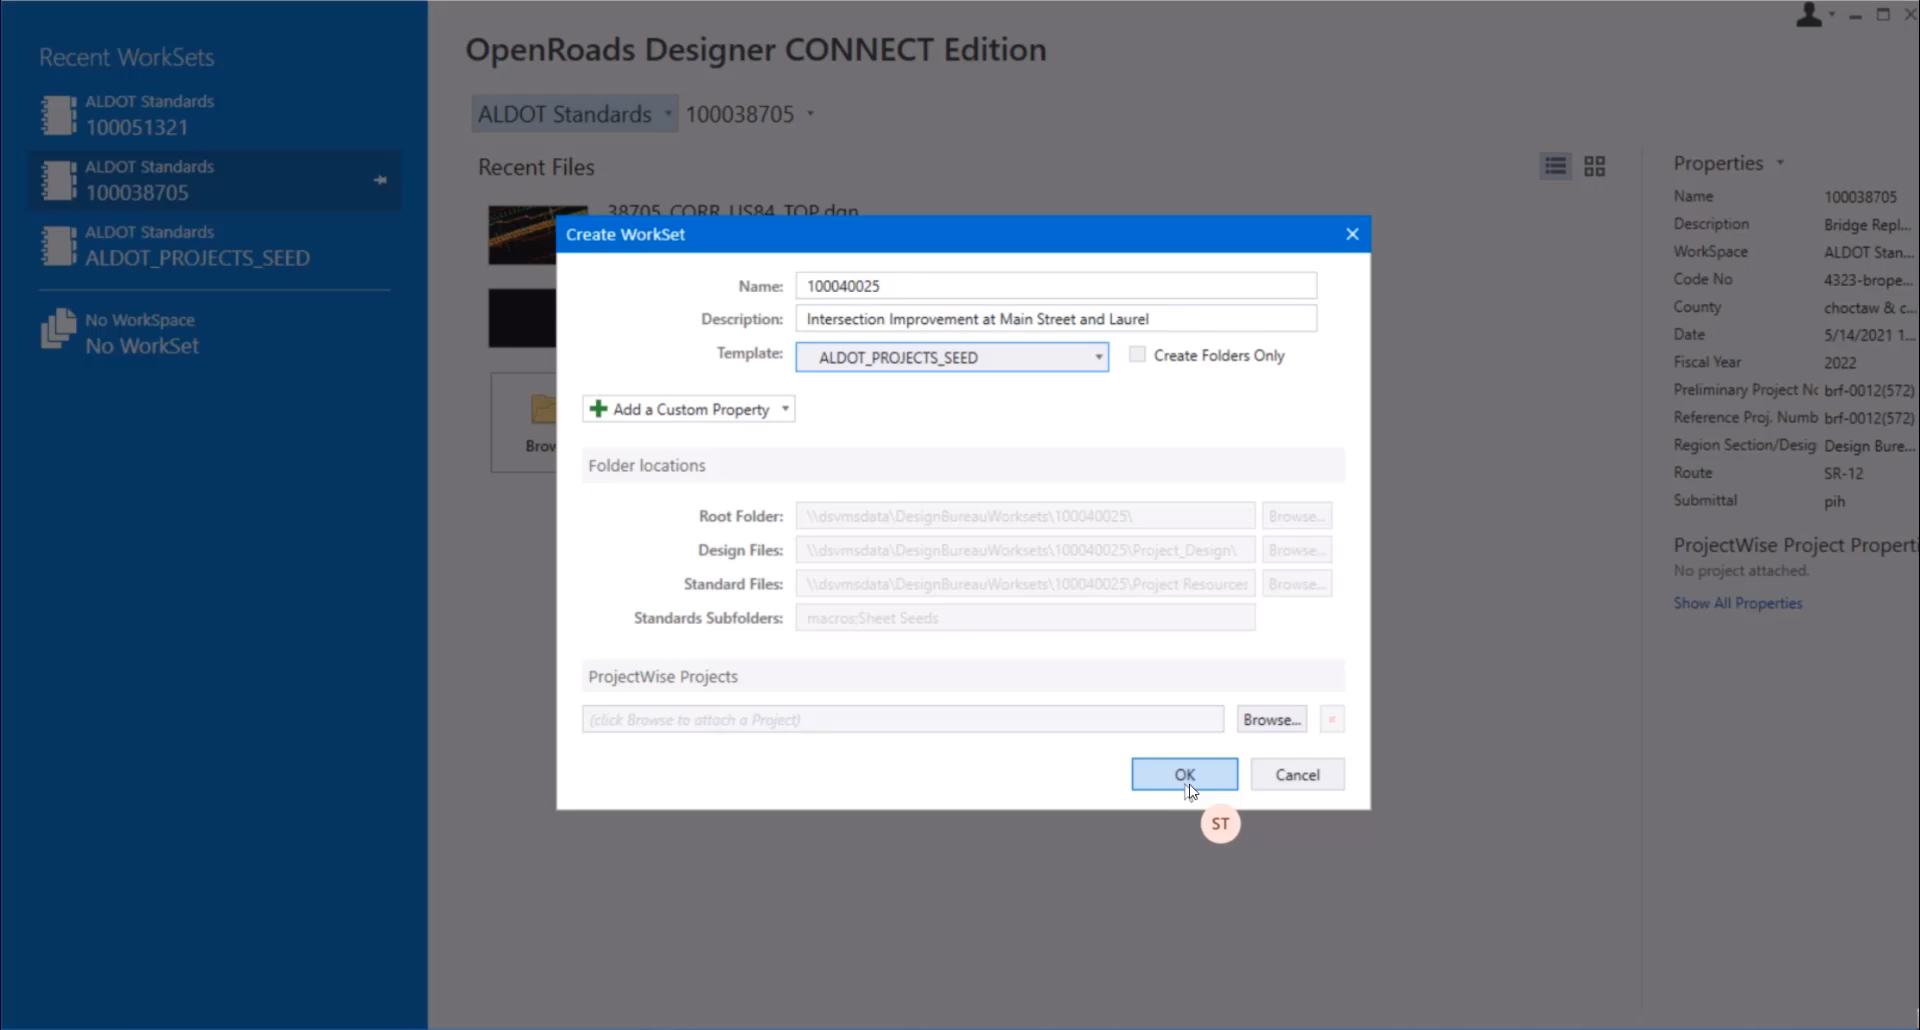 Recent WorkSets
ALDOT Standards
100051321
ALDOT Standards
100038705
ALDOT Standards
ALDOT_PROJECTS_SEED
No WorkSpace
No WorkSet
OpenRoads Designer CONNECT Edition
ALDOT Standards 100038705
Recent Files
38705_CORR_US84_TOP.dgn
Brow
Create WorkSet
Name: 100040025
Description: Intersection Improvement at Main Street and Laurel
Template: ALDOT_PROJECTS_SEED Create Folders Only
Add a Custom Property
Folder locations
Root Folder: \\dsvmsdata\DesignBureauWorksets\100040025\ Browse...
Design Files: \\dsvmsdata\DesignBureauWorksets\100040025\Project_Design\ Browse...
Standard Files: \\dsvmsdata\DesignBureauWorksets\100040025\Project Resources Browse...
Standards Subfolders: macros;Sheet Seeds
ProjectWise Projects
(click Browse to attach a Project) Browse...
OK Cancel
ST
Properties
Name 100038705
Description Bridge Repl...
WorkSpace ALDOT Stan...
Code No 4323-brope...
County choctaw & c...
Date 5/14/2021 1...
Fiscal Year 2022
Preliminary Project Nc brf-0012(572)
Reference Proj. Numb brf-0012(572)
Region Section/Desig Design Bure...
Route SR-12
Submittal pih
ProjectWise Project Properti
No project attached.
Show All Properties